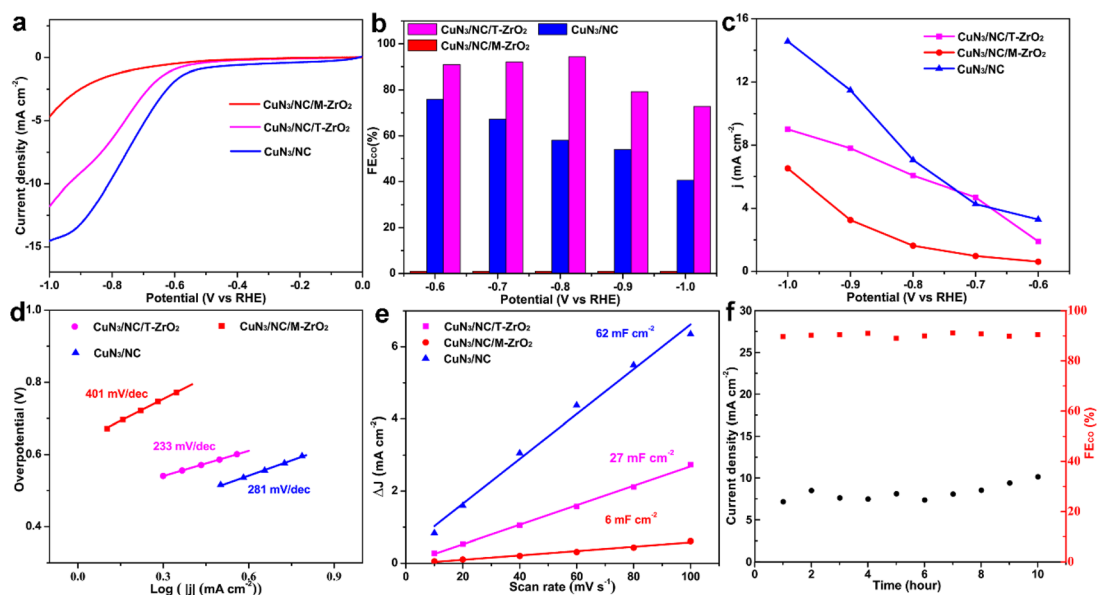 a
Current density (mA cm⁻²)
0
-5
-10
-15
CuN₃/NC/M-ZrO₂
CuN₃/NC/T-ZrO₂
CuN₃/NC
-1.0 -0.8 -0.6 -0.4 -0.2 0.0
Potential (V vs RHE)
b
FEco(%)
100
80
60
40
20
0
CuN₃/NC/T-ZrO₂ CuN₃/NC
CuN₃/NC/M-ZrO₂
-0.6 -0.7 -0.8 -0.9 -1.0
Potential (V vs RHE)
c
j (mA cm⁻²)
16
12
8
4
0
CuN₃/NC/T-ZrO₂
CuN₃/NC/M-ZrO₂
CuN₃/NC
-1.0 -0.9 -0.8 -0.7 -0.6
Potential (V vs RHE)
d
Overpotential (V)
0.8
0.6
0.4
CuN₃/NC/T-ZrO₂ CuN₃/NC/M-ZrO₂
CuN₃/NC
401 mV/dec
233 mV/dec
281 mV/dec
0.0 0.3 0.6 0.9
Log ( |j| (mA cm⁻²))
e
ΔJ (mA cm⁻²)
6
4
2
0
CuN₃/NC/T-ZrO₂
CuN₃/NC/M-ZrO₂
CuN₃/NC
62 mF cm⁻²
27 mF cm⁻²
6 mF cm⁻²
20 40 60 80 100
Scan rate (mV s⁻¹)
f
Current density (mA cm⁻²)
30
25
20
15
10
5
0
100
80
60
40
20
0
FEco (%)
0 2 4 6 8 10
Time (hour)